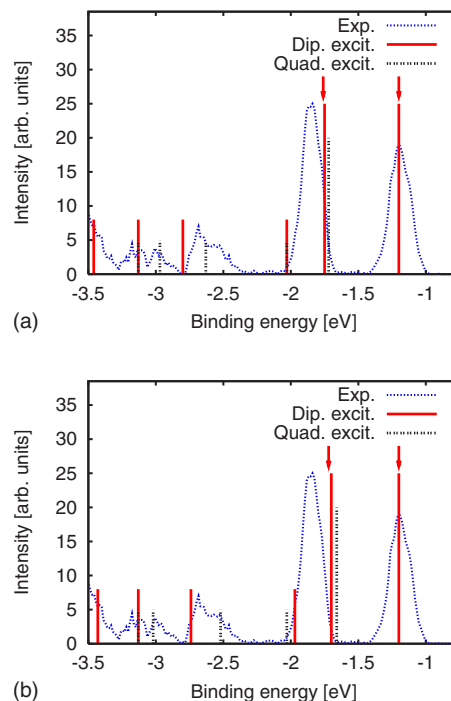 35
30
25
20
15
10
5
0
Intensity [arb. units]
Exp.
Dip. excit.
Quad. excit.
-3.5 -3 -2.5 -2 -1.5 -1
Binding energy [eV]
(a)
35
30
25
20
15
10
5
0
Intensity [arb. units]
Exp.
Dip. excit.
Quad. excit.
-3.5 -3 -2.5 -2 -1.5 -1
Binding energy [eV]
(b)